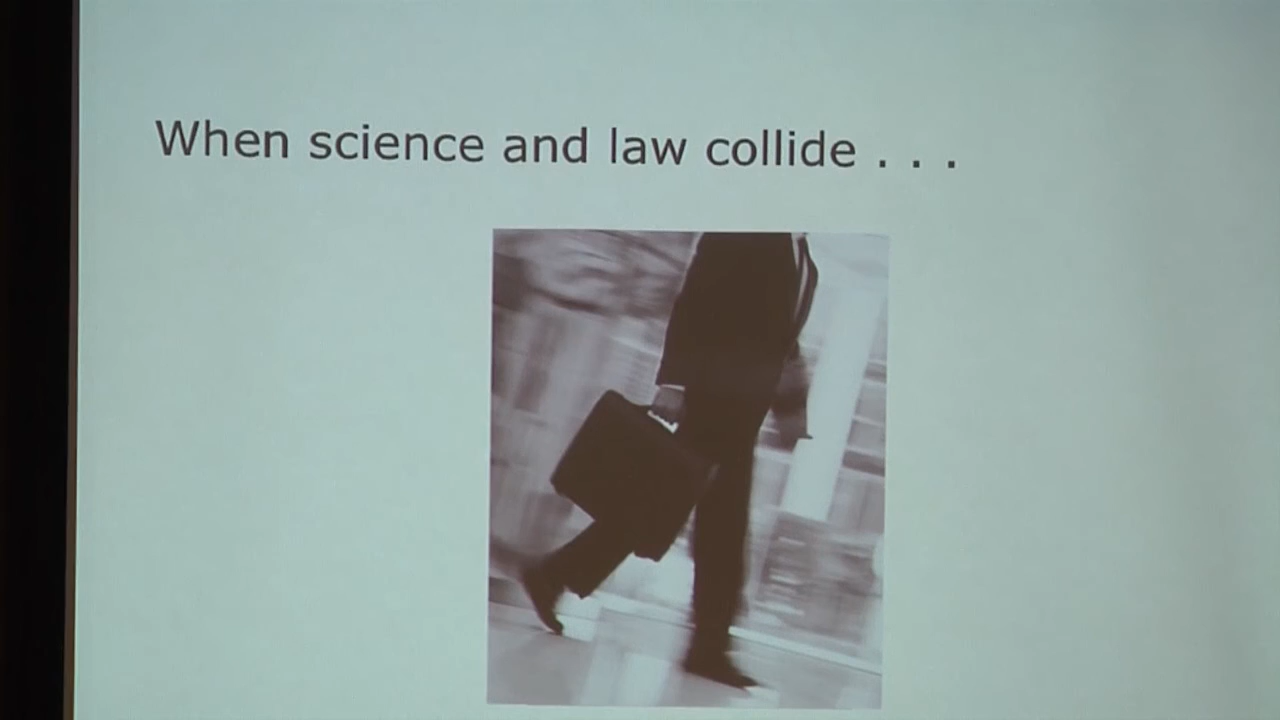 When science and law collide . . .